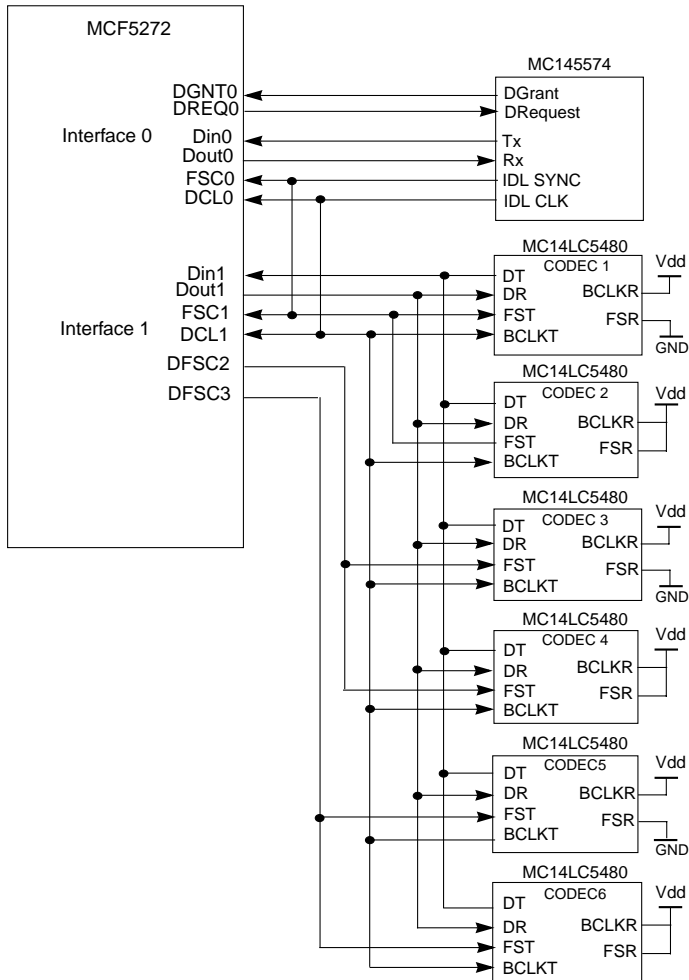 MCF5272
Interface 0
DGNT0
DREQ0
Din0
Dout0
FSC0
DCL0
Interface 1
Din1
Dout1
FSC1
DCL1
DFSC2
DFSC3
MC145574
DGrant
DRequest
Tx
Rx
IDL SYNC
IDL CLK
MC14LC5480
CODEC 1
DT
DR
FST
BCLKT
BCLKR
FSR
Vdd
GND
MC14LC5480
CODEC 2
DT
DR
FST
BCLKT
BCLKR
FSR
Vdd
MC14LC5480
CODEC 3
DT
DR
FST
BCLKT
BCLKR
FSR
Vdd
GND
MC14LC5480
CODEC 4
DT
DR
FST
BCLKT
BCLKR
FSR
Vdd
MC14LC5480
CODEC5
DT
DR
FST
BCLKT
BCLKR
FSR
Vdd
GND
MC14LC5480
CODEC6
DT
DR
FST
BCLKT
BCLKR
FSR
Vdd